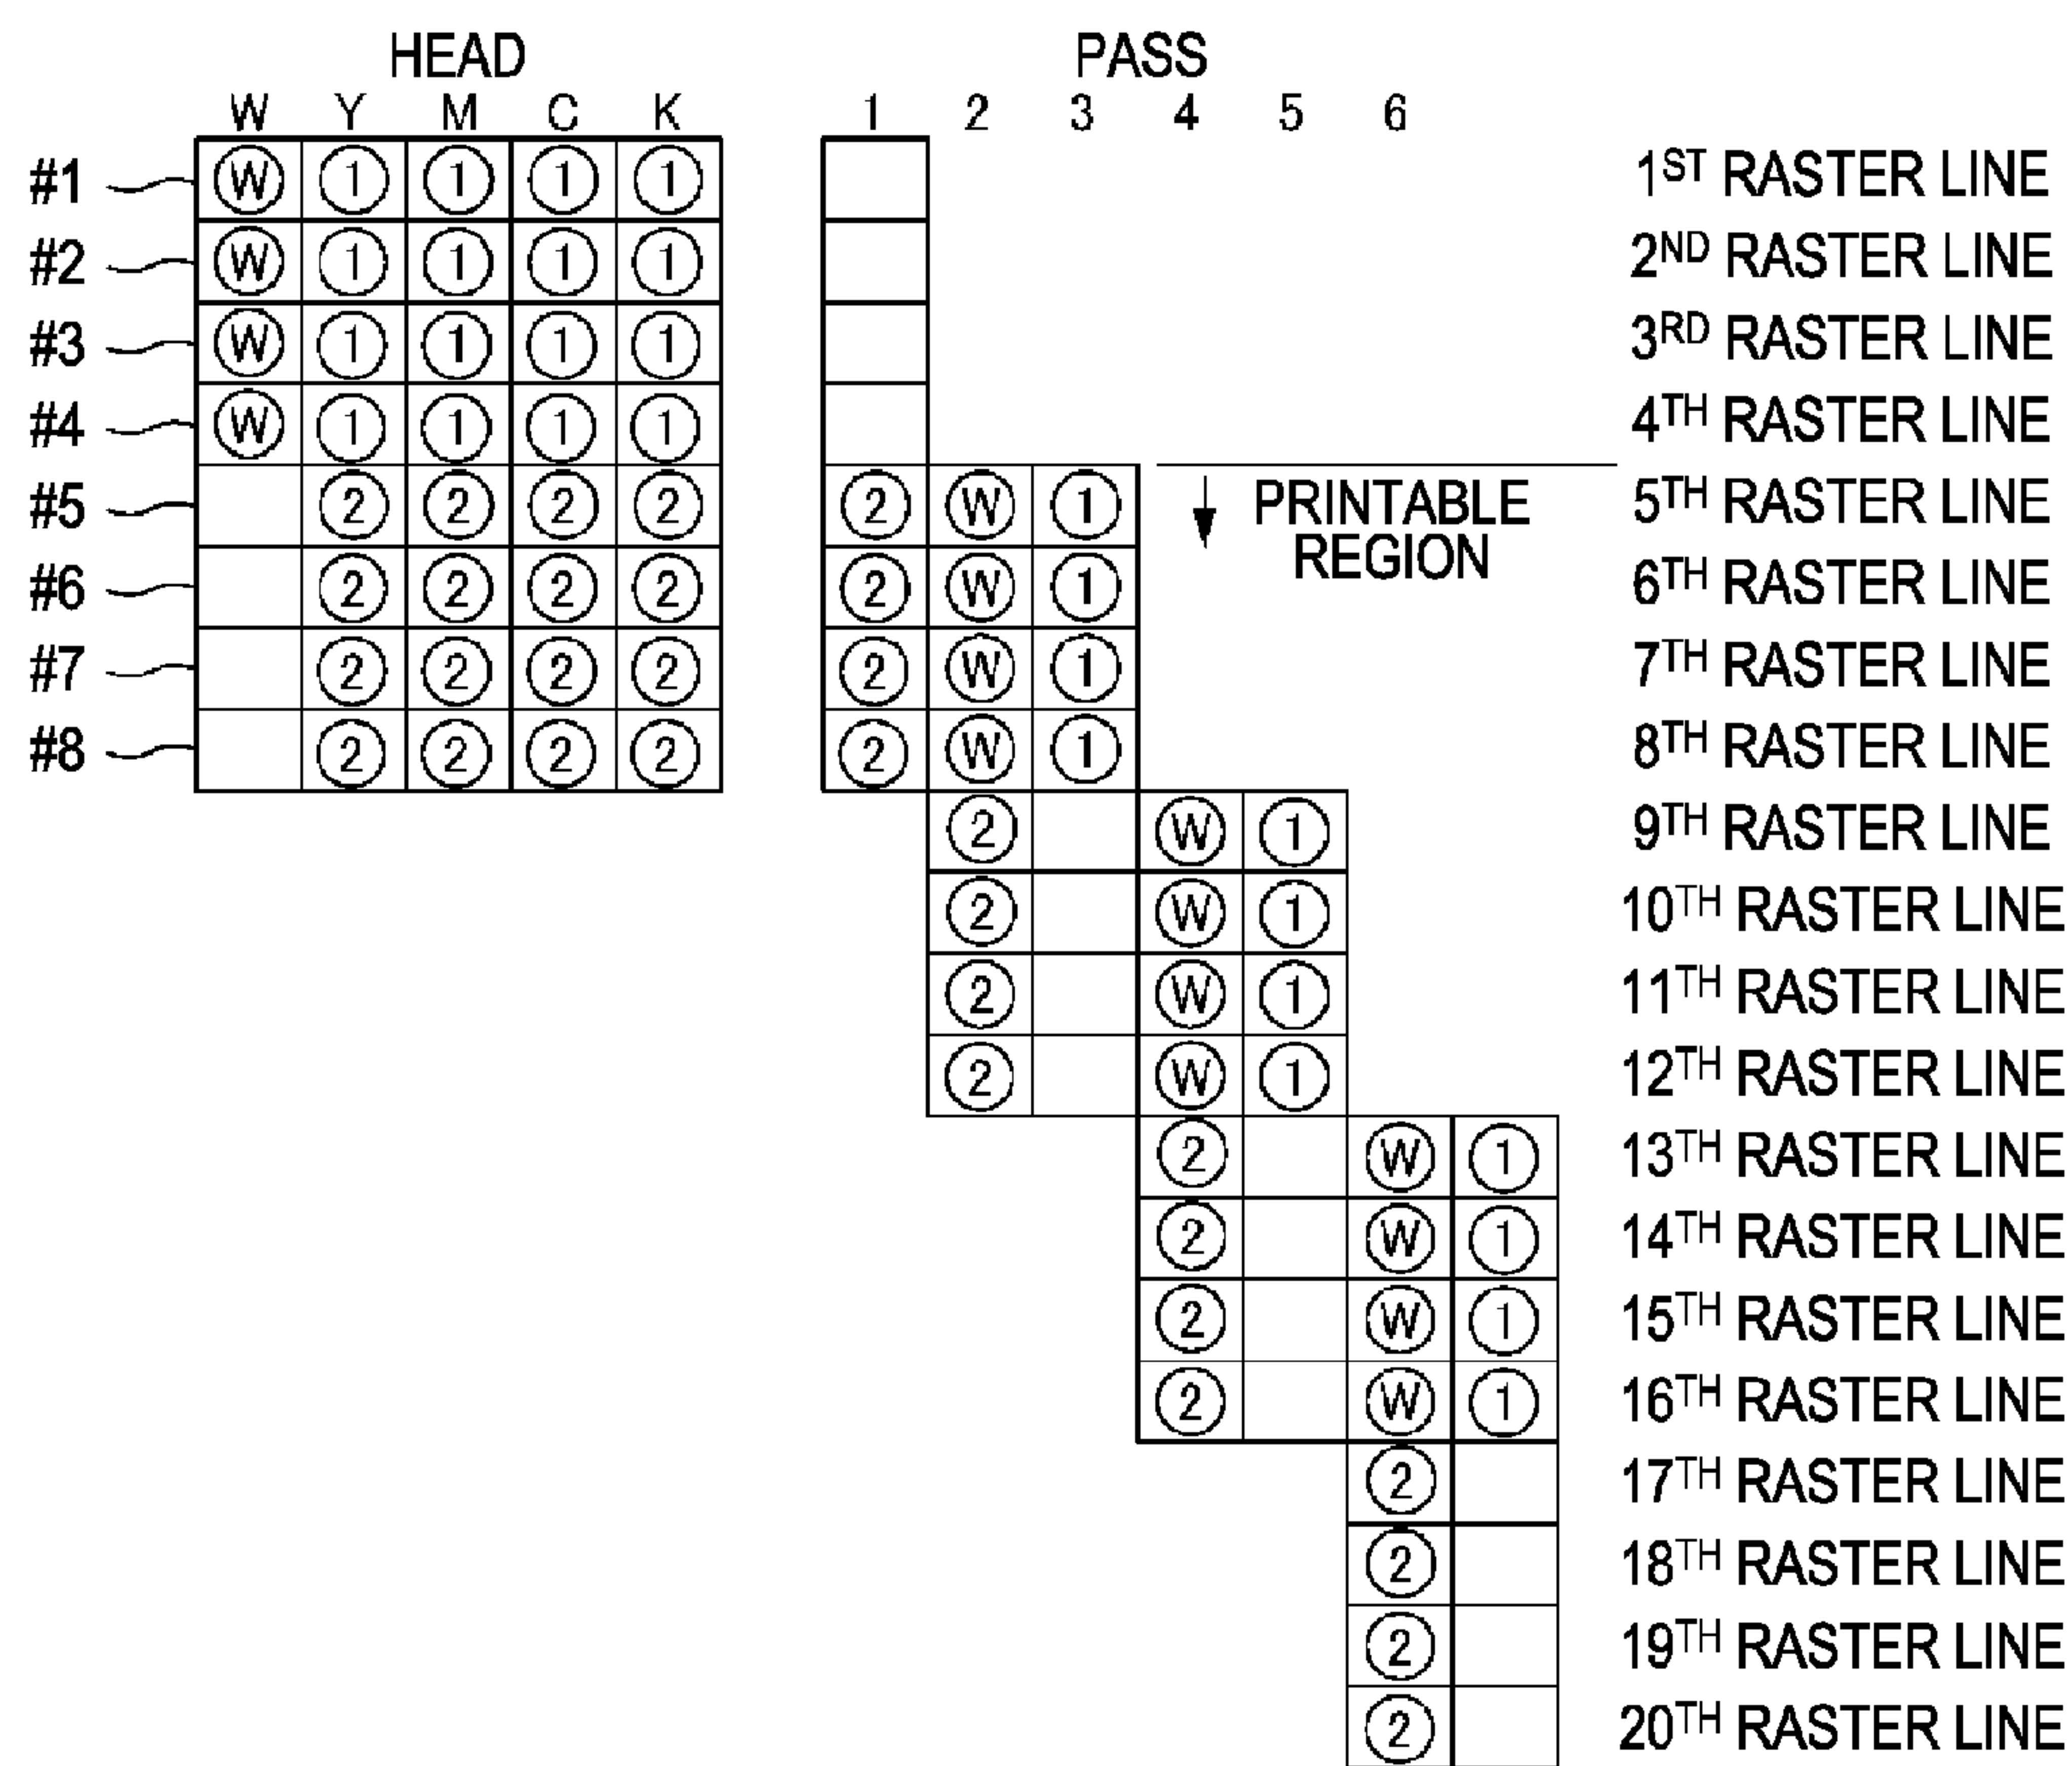 HEAD PASS
W Y M C K 1 2 3 4 5 6
#1 W 1 1 1 1 1ST RASTER LINE
#2 W 1 1 1 1 2ND RASTER LINE
#3 W 1 1 1 1 3RD RASTER LINE
#4 W 1 1 1 1 4TH RASTER LINE
#5 2 2 2 2 2 W 1 PRINTABLE 5TH RASTER LINE
#6 2 2 2 2 2 W 1 REGION 6TH RASTER LINE
#7 2 2 2 2 2 W 1 7TH RASTER LINE
#8 2 2 2 2 2 W 1 8TH RASTER LINE
2 W 1 9TH RASTER LINE
2 W 1 10TH RASTER LINE
2 W 1 11TH RASTER LINE
2 W 1 12TH RASTER LINE
2 W 1 13TH RASTER LINE
2 W 1 14TH RASTER LINE
2 W 1 15TH RASTER LINE
2 W 1 16TH RASTER LINE
2 17TH RASTER LINE
2 18TH RASTER LINE
2 19TH RASTER LINE
2 20TH RASTER LINE